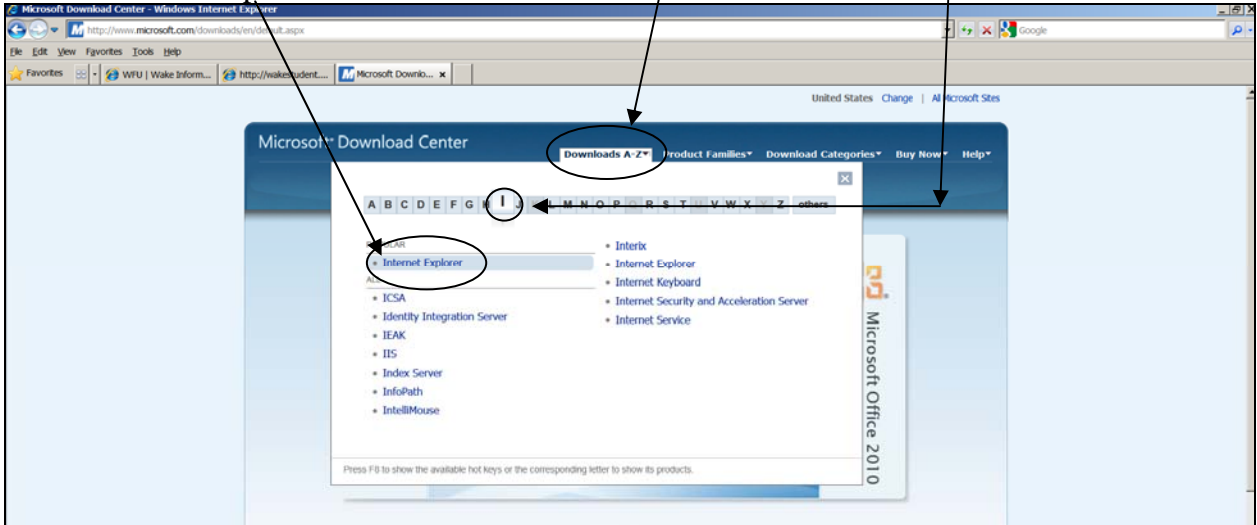 Microsoft Download Center - Windows Internet Explorer
http://www.microsoft.com/downloads/en/default.aspx
Google
File Edit View Favorites Tools Help
Favorites WFU | Wake Inform... http://wakestudent.... Microsoft Downlo... x
United States Change | All Microsoft Sites
Microsoft Download Center
Downloads A-Z Product Families Download Categories Buy Now Help
A B C D E F G H I J L M N O P Q R S T U V W X Y Z others
POPULAR
Internet Explorer
ICSA
Identity Integration Server
IEAK
IIS
Index Server
InfoPath
IntelliMouse
Interix
Internet Explorer
Internet Keyboard
Internet Security and Acceleration Server
Internet Service
Microsoft Office 2010
Press F8 to show the available hot keys or the corresponding letter to show its products.